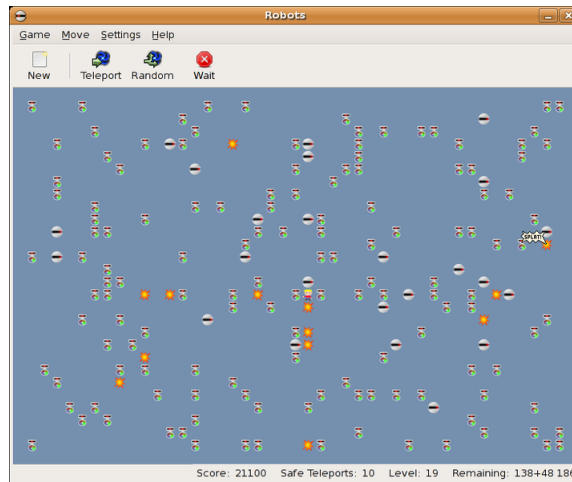 Robots
Game Move Settings Help
New Teleport Random Wait
SPLAT!
Score: 21100 Safe Teleports: 10 Level: 19 Remaining: 138+48 186